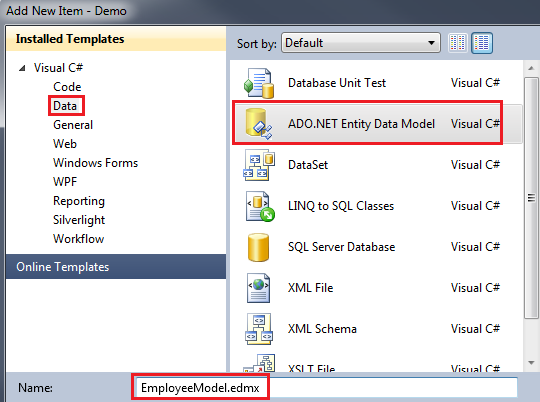 Add New Item - Demo
Installed Templates
Visual C#
Code
Data
General
Web
Windows Forms
WPF
Reporting
Silverlight
Workflow
Online Templates
Sort by: Default
Database Unit Test Visual C#
ADO.NET Entity Data Model Visual C#
DataSet Visual C#
LINQ to SQL Classes Visual C#
SQL Server Database Visual C#
XML File Visual C#
XML Schema Visual C#
XSLT File Visual C#
Name: EmployeeModel.edmx